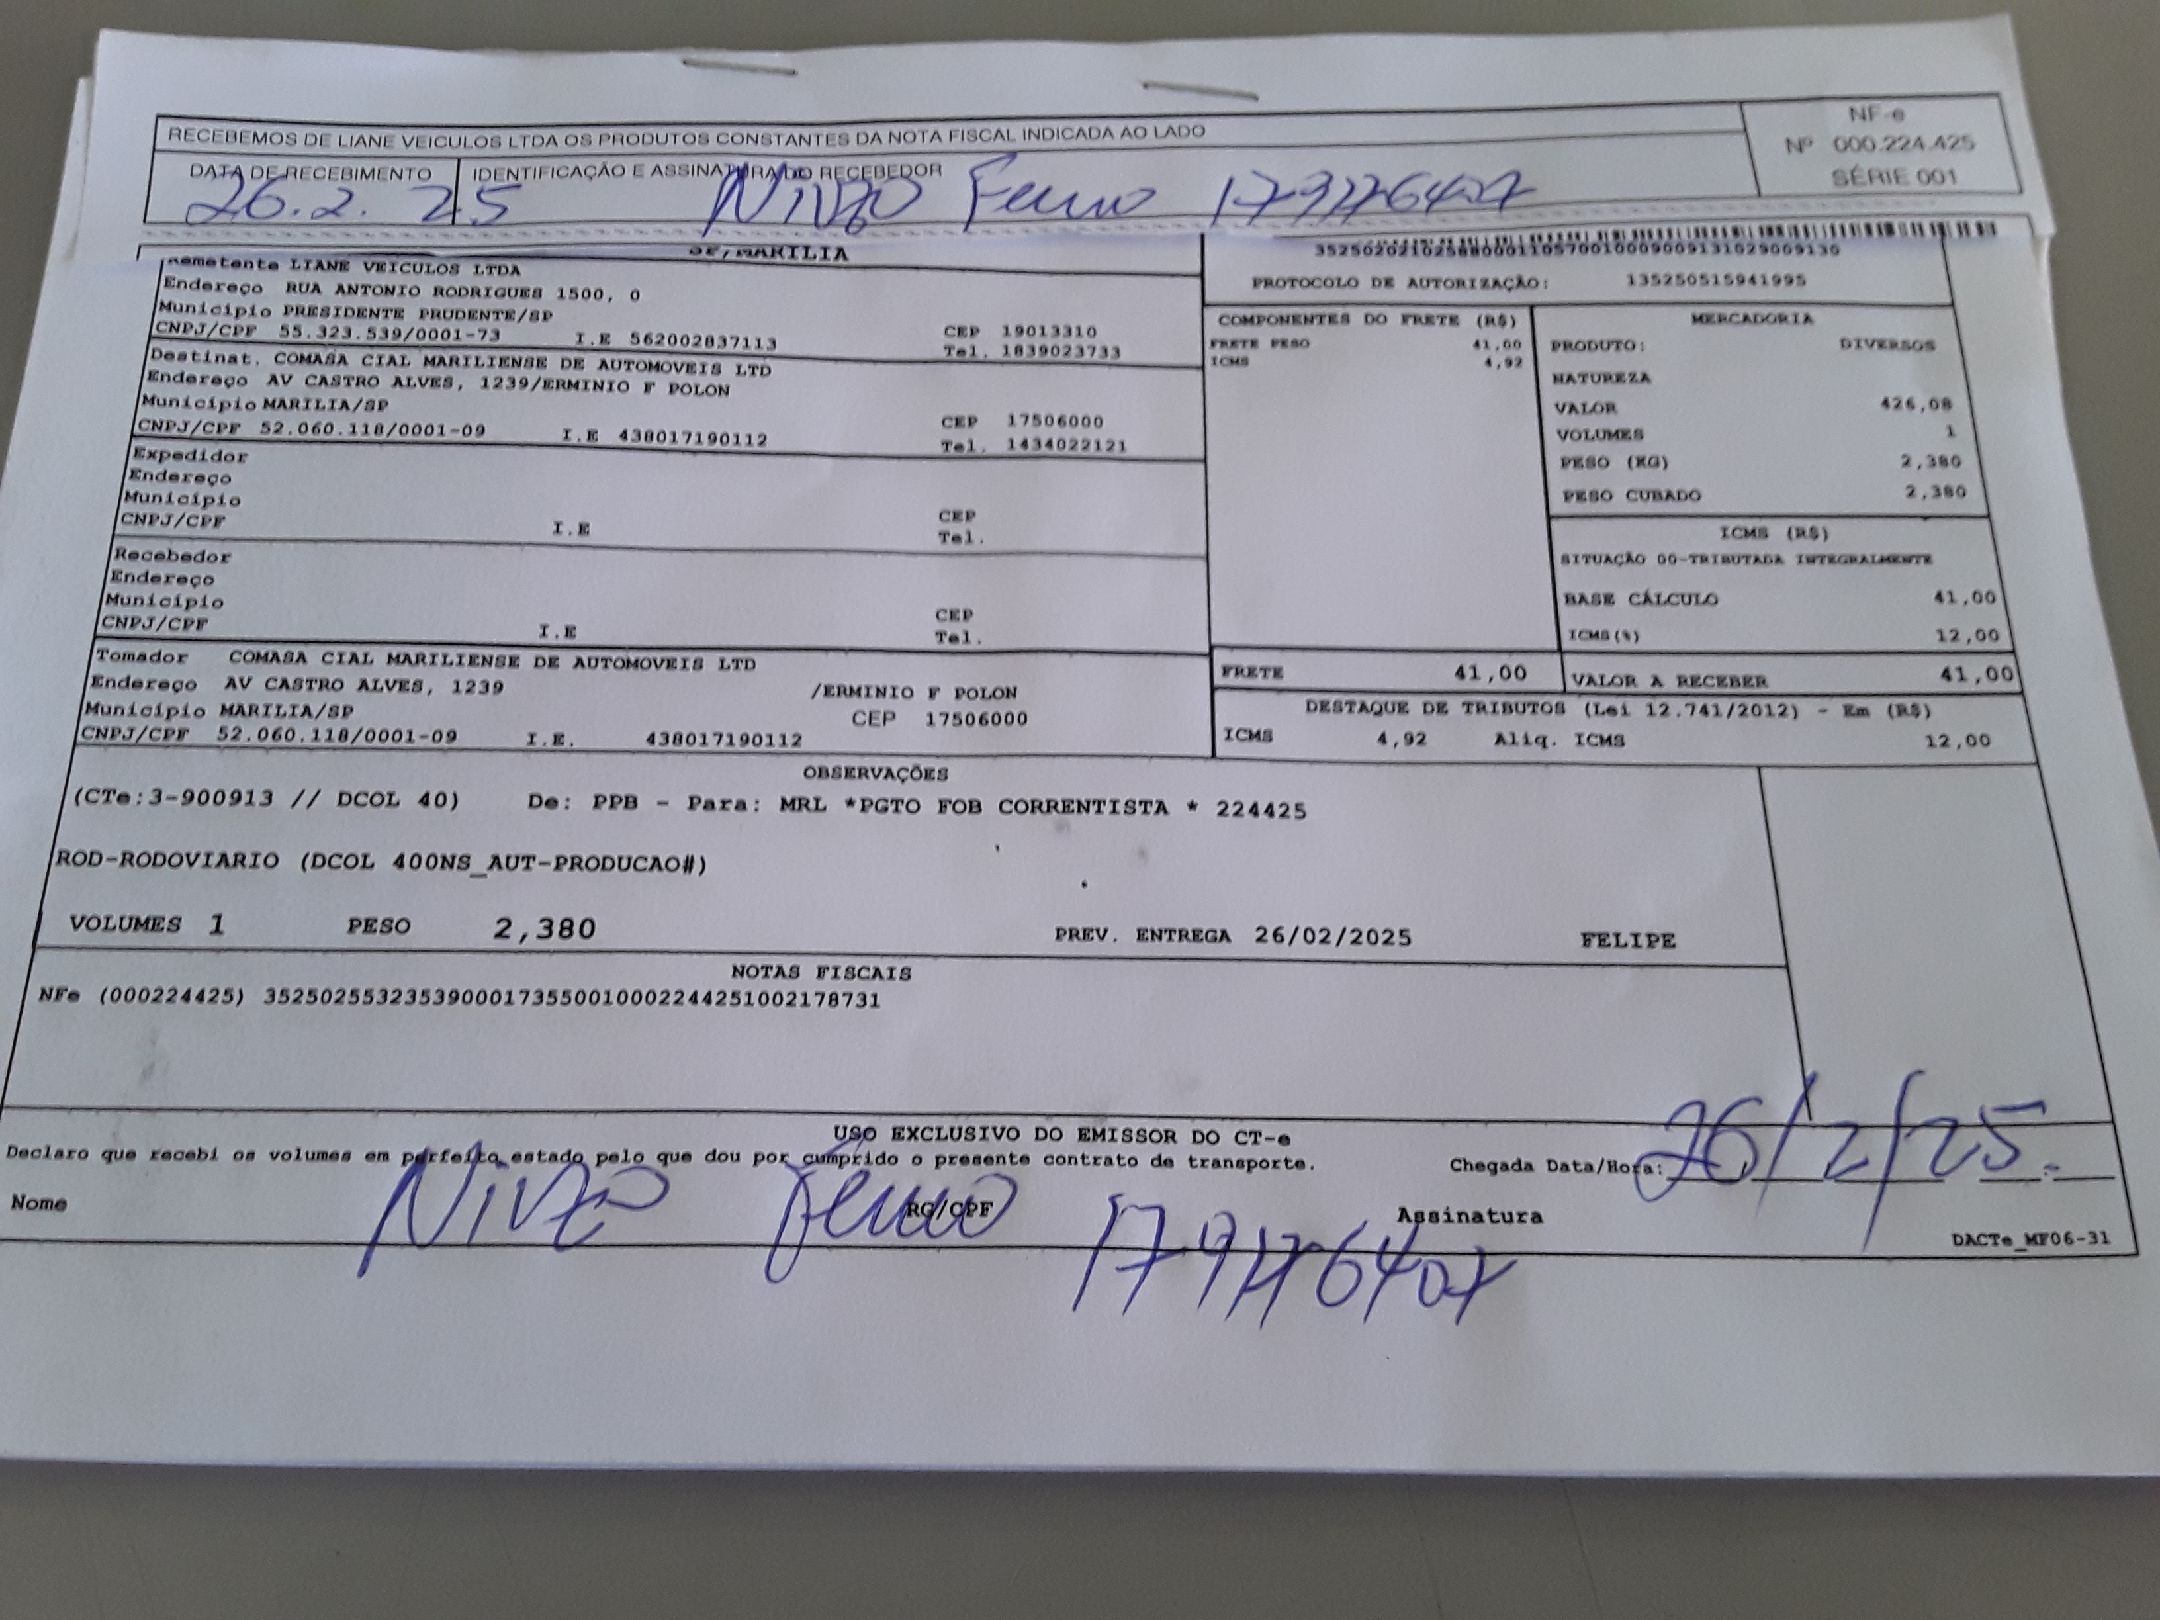 RECEBEMOS DE LIANE VEICULOS LTDA OS PRODUTOS CONSTANTES DA NOTA FISCAL INDICADA AO LADO
NF-e
Nº 000.224.425
SÉRIE 001
DATA DE RECEBIMENTO
26.2.25
IDENTIFICAÇÃO E ASSINATURA DO RECEBEDOR
SP/MARILIA
Remetente LIANE VEICULOS LTDA
Endereço RUA ANTONIO RODRIGUES 1500, 0
Município PRESIDENTE PRUDENTE/SP
CEP 19013310
CNPJ/CPF 55.323.539/0001-73 I.E 562002837113
Tel. 1839023733
Destinat. COMASA CIAL MARILIENSE DE AUTOMOVEIS LTD
Endereço AV CASTRO ALVES, 1239/ERMINIO F POLON
Município MARILIA/SP
CEP 17506000
CNPJ/CPF 52.060.118/0001-09 I.E 438017190112
Tel. 1434022121
Expedidor
Endereço
Município
CEP
CNPJ/CPF I.E
Tel.
Recebedor
Endereço
Município
CEP
CNPJ/CPF I.E
Tel.
Tomador COMASA CIAL MARILIENSE DE AUTOMOVEIS LTD
Endereço AV CASTRO ALVES, 1239 /ERMINIO F POLON
Município MARILIA/SP CEP 17506000
CNPJ/CPF 52.060.118/0001-09 I.E. 438017190112
PROTOCOLO DE AUTORIZAÇÃO: 135250515941995
COMPONENTES DO FRETE (R$)
FRETE PESO 41,00
ICMS 4,92
MERCADORIA
PRODUTO: DIVERSOS
NATUREZA
VALOR 426,08
VOLUMES 1
PESO (KG) 2,380
PESO CUBADO 2,380
ICMS (R$)
SITUAÇÃO 00-TRIBUTADA INTEGRALMENTE
BASE CÁLCULO 41,00
ICMS(%) 12,00
FRETE 41,00
VALOR A RECEBER 41,00
DESTAQUE DE TRIBUTOS (Lei 12.741/2012) - Em (R$)
ICMS 4,92 Aliq. ICMS 12,00
OBSERVAÇÕES
(CTe:3-900913 // DCOL 40) De: PPB - Para: MRL *PGTO FOB CORRENTISTA * 224425
ROD-RODOVIARIO (DCOL 400NS_AUT-PRODUCAO#)
VOLUMES 1 PESO 2,380 PREV. ENTREGA 26/02/2025 FELIPE
NOTAS FISCAIS
NFe (000224425) 35250255323539000173550010002244251002178731
USO EXCLUSIVO DO EMISSOR DO CT-e
Declaro que recebi os volumes em perfeito estado pelo que dou por cumprido o presente contrato de transporte.
Chegada Data/Hora: 26/2/25
Nome RG/CPF Assinatura
DACTe_MF06-31